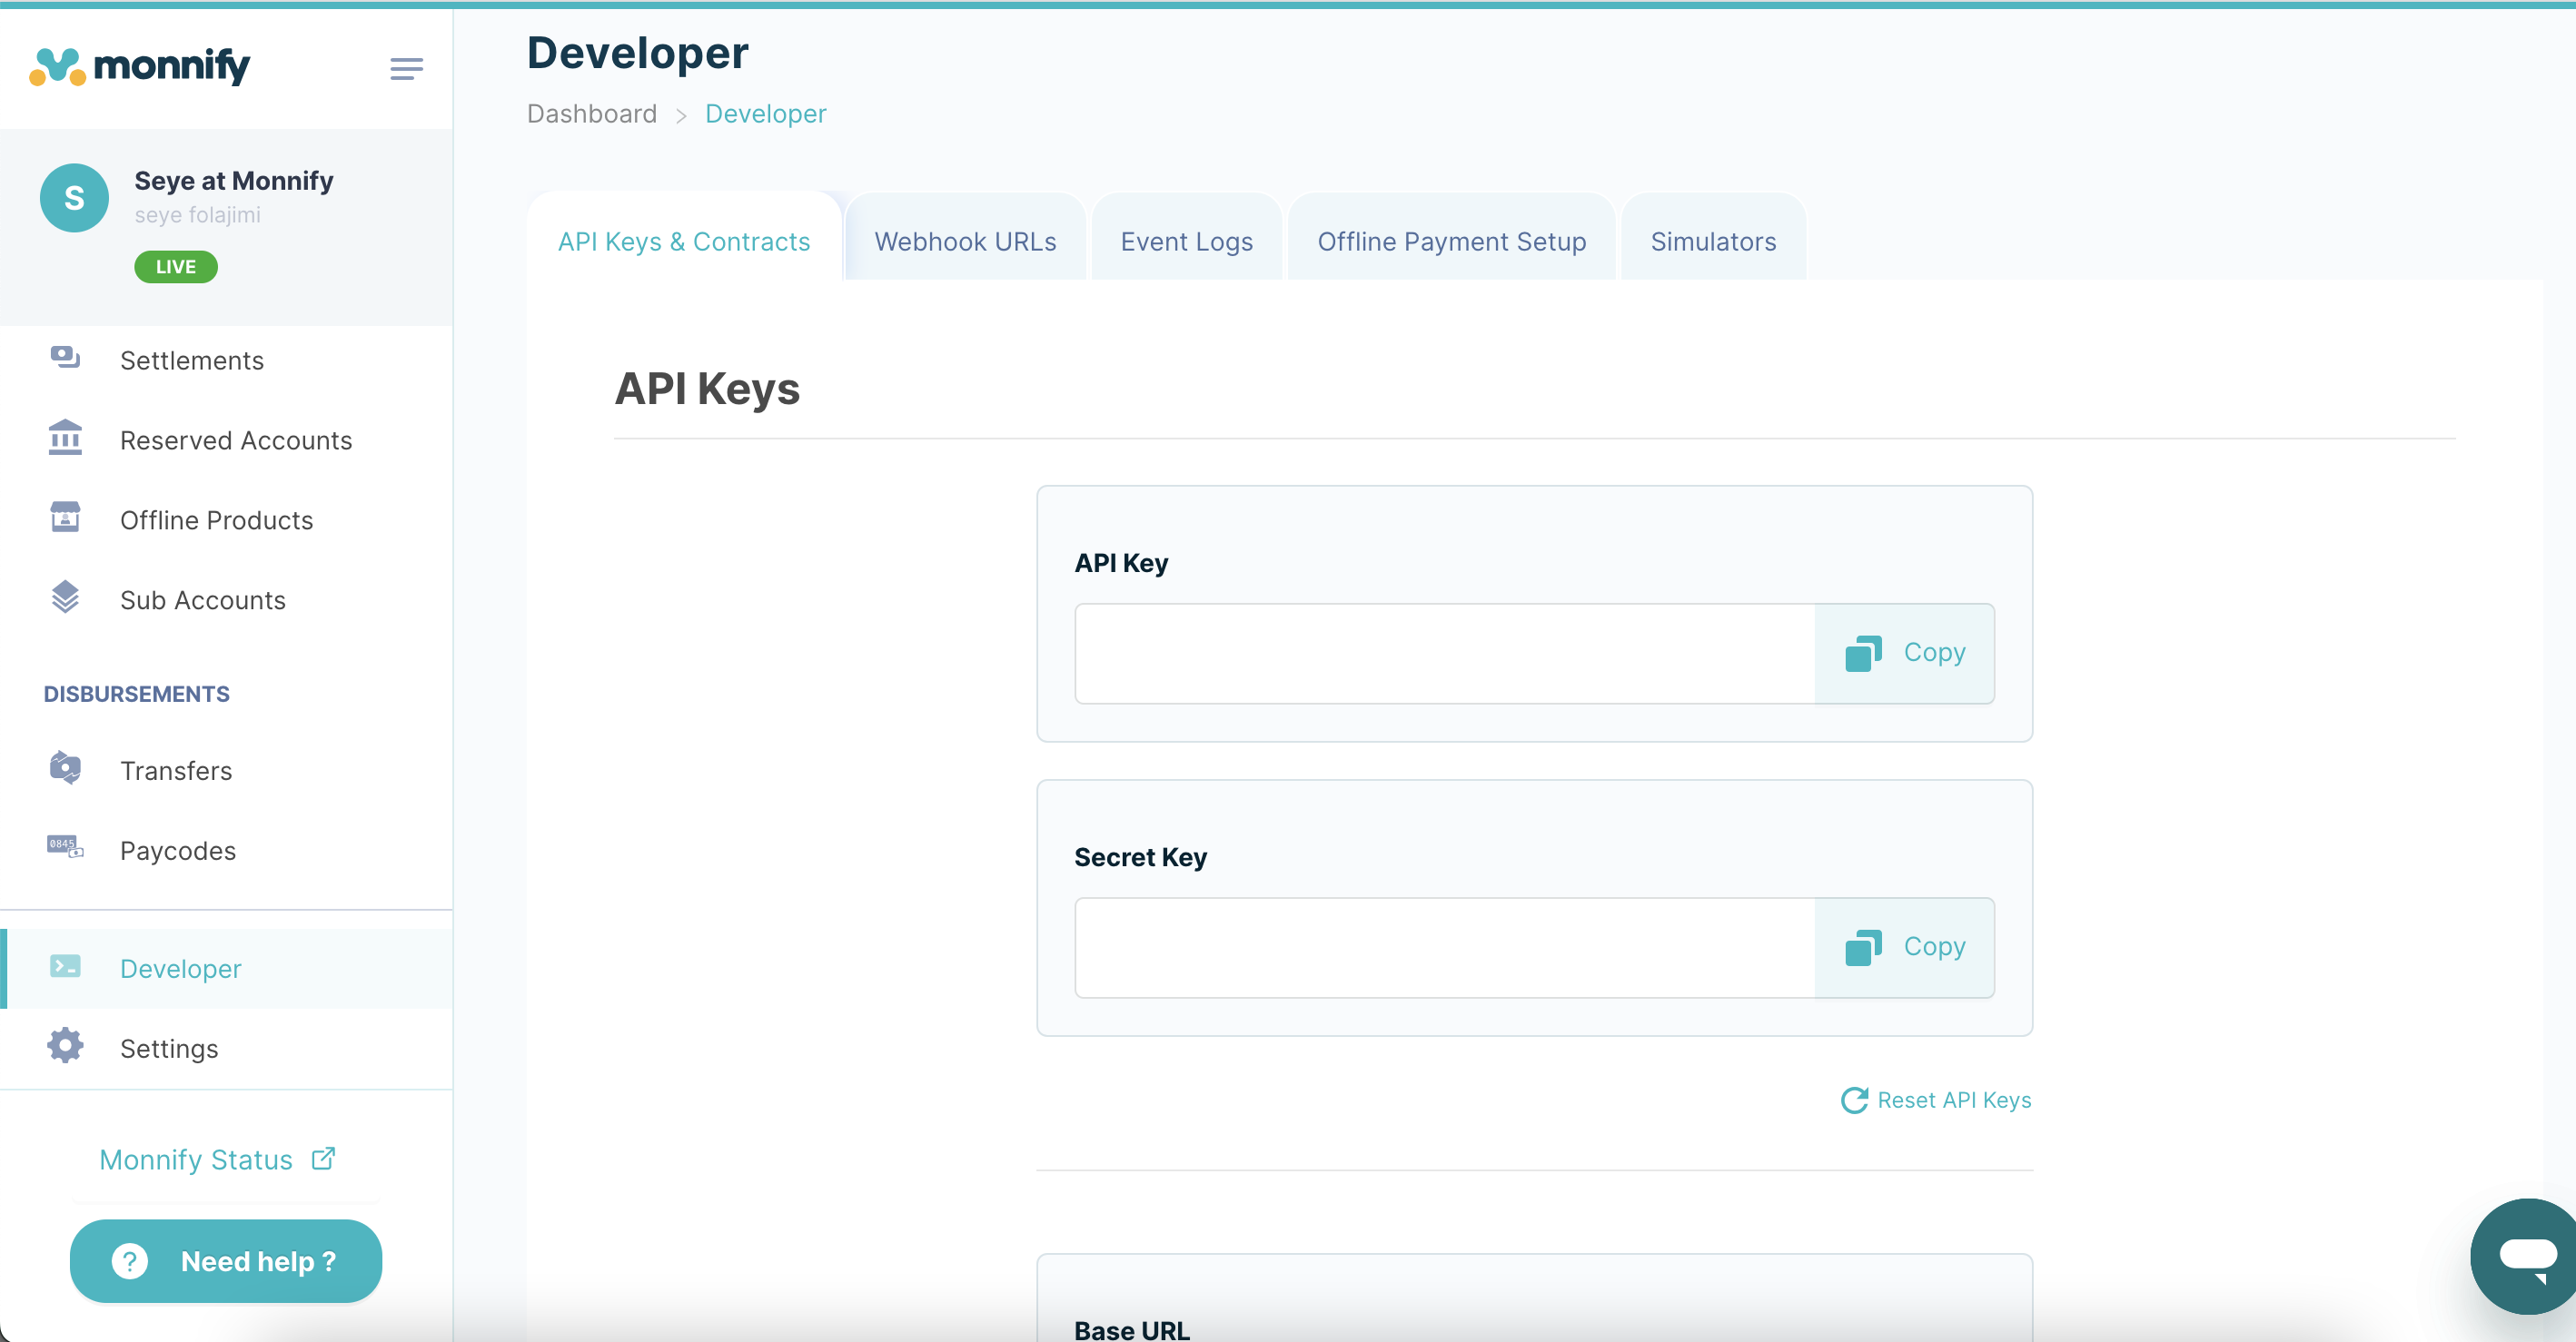 monnify
S
Seye at Monnify
seye folajimi
LIVE
Settlements
Reserved Accounts
Offline Products
Sub Accounts
DISBURSEMENTS
Transfers
0845
Paycodes
Developer
Settings
Monnify Status
? Need help ?
Developer
Dashboard > Developer
API Keys & Contracts
Webhook URLs
Event Logs
Offline Payment Setup
Simulators
API Keys
API Key
Copy
Secret Key
Copy
Reset API Keys
Base URL